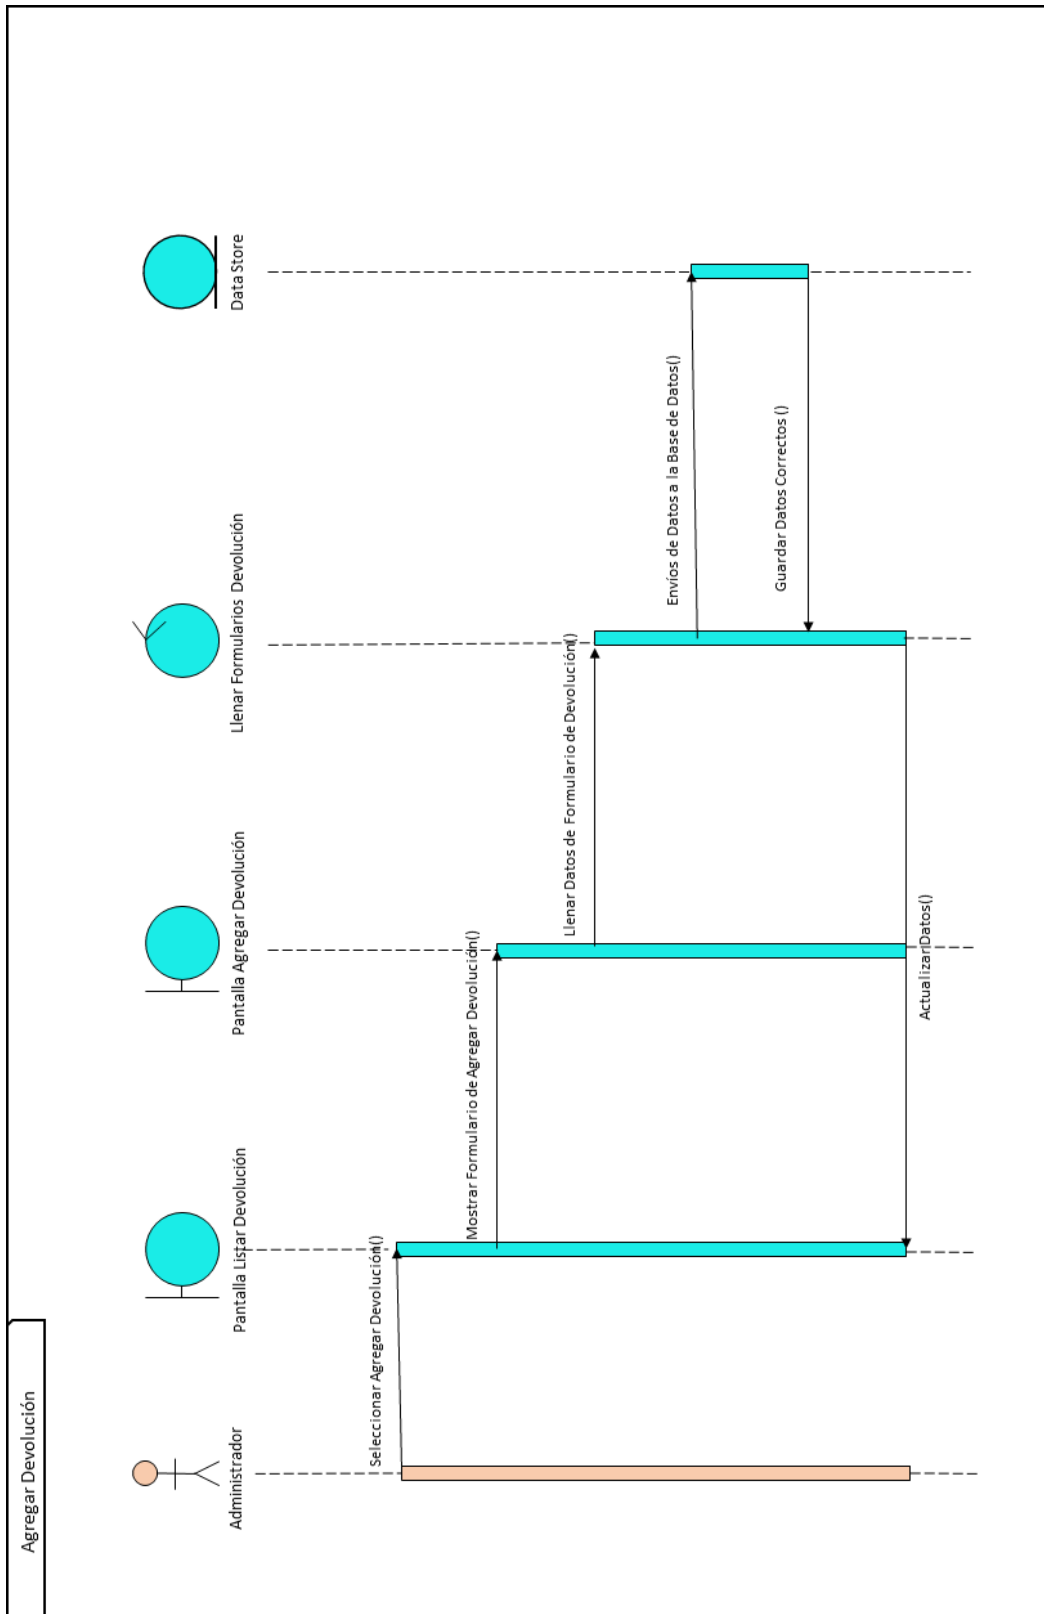 Agregar Devolución
Administrador
Pantalla Listar Devolución
Pantalla Agregar Devolución
Llenar Formularios Devolución
Data Store
Seleccionar Agregar Devolución()
Mostrar Formulario de Agregar Devolución()
Llenar Datos de Formulario de Devolución()
Envíos de Datos a la Base de Datos()
Guardar Datos Correctos ()
Actualizar Datos()